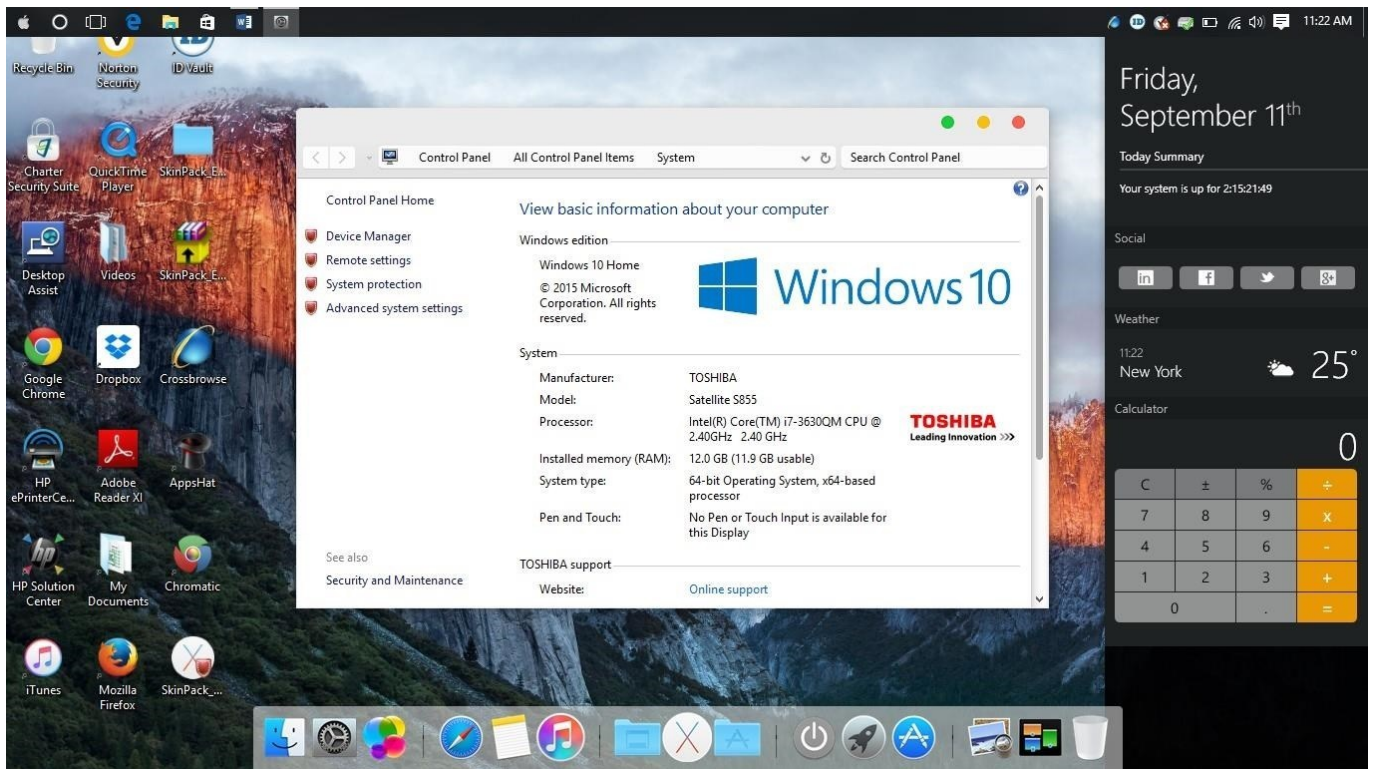 11:22 AM
Recycle Bin
Norton
Security
ID Vault
Charter
Security Suite
QuickTime
Player
SkinPack_E...
Desktop
Assist
Videos
SkinPack_E...
Google
Chrome
Dropbox
Crossbrowse
HP
ePrinterCe...
Adobe
Reader XI
AppsHat
HP Solution
Center
My
Documents
Chromatic
iTunes
Mozilla
Firefox
SkinPack_...
Control Panel All Control Panel Items System
Search Control Panel
Control Panel Home
Device Manager
Remote settings
System protection
Advanced system settings
See also
Security and Maintenance
View basic information about your computer
Windows edition
Windows 10 Home
© 2015 Microsoft
Corporation. All rights
reserved.
Windows 10
System
Manufacturer: TOSHIBA
Model: Satellite S855
Processor: Intel(R) Core(TM) i7-3630QM CPU @
2.40GHz 2.40 GHz
TOSHIBA
Leading Innovation >>>
Installed memory (RAM): 12.0 GB (11.9 GB usable)
System type: 64-bit Operating System, x64-based
processor
Pen and Touch: No Pen or Touch Input is available for
this Display
TOSHIBA support
Website: Online support
Friday,
September 11th
Today Summary
Your system is up for 2:15:21:49
Social
in f 8+
Weather
11:22
New York
25°
Calculator
0
C ± % ÷
7 8 9 x
4 5 6 -
1 2 3 +
0 . =